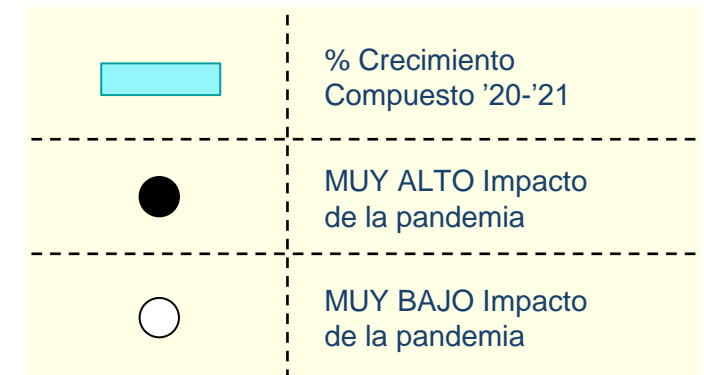 % Crecimiento
Compuesto ’20-’21
MUY ALTO Impacto
de la pandemia
MUY BAJO Impacto
de la pandemia